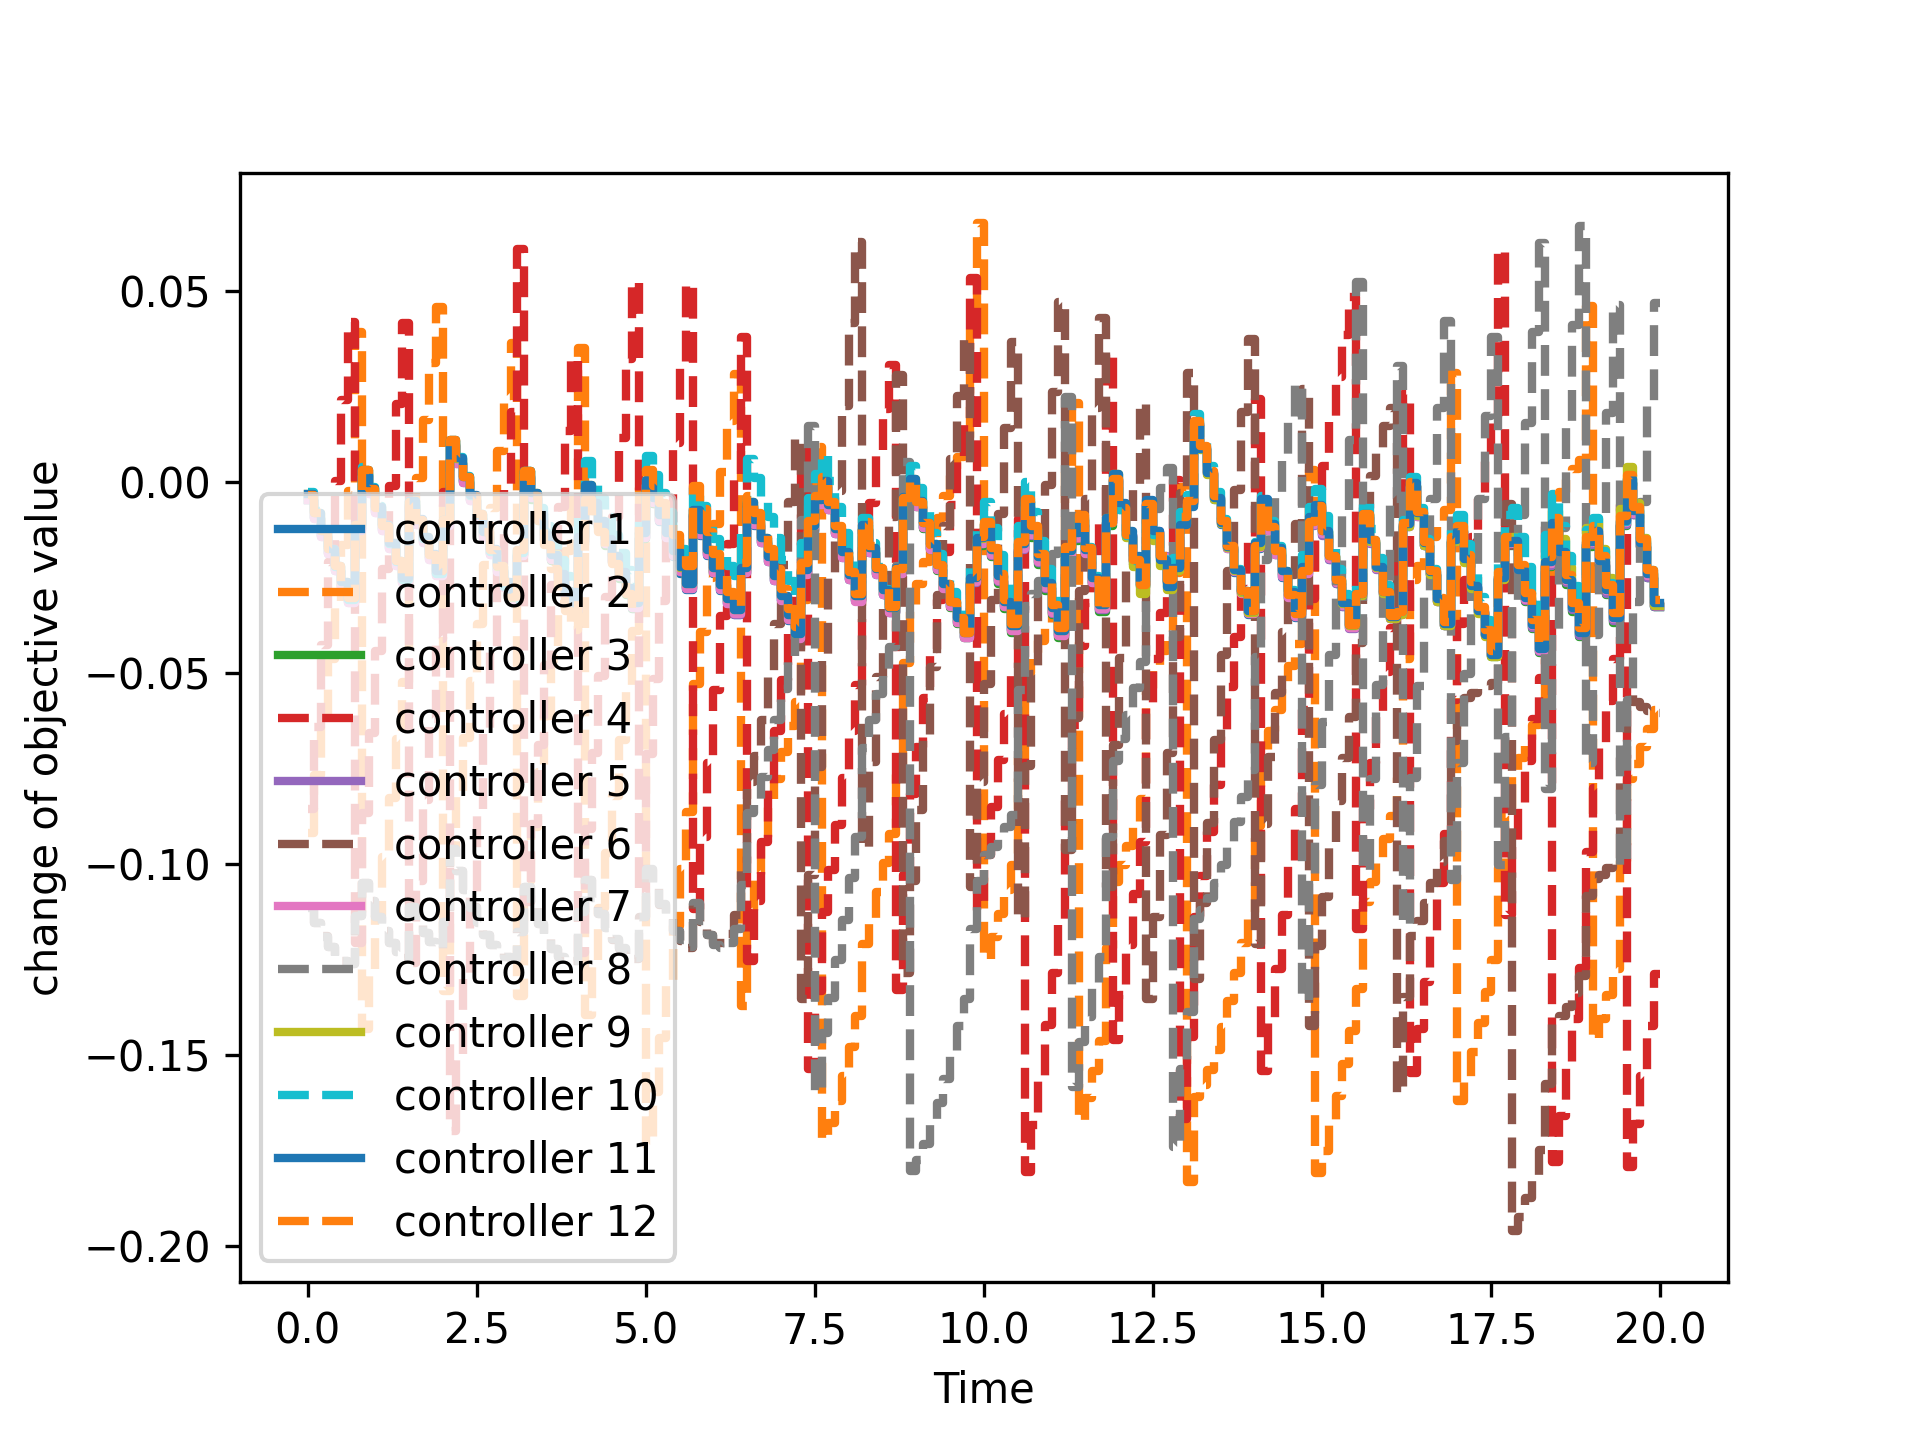 change of objective value
0.05
0.00
−0.05
−0.10
−0.15
−0.20
controller 1
controller 2
controller 3
controller 4
controller 5
controller 6
controller 7
controller 8
controller 9
controller 10
controller 11
controller 12
0.0 2.5 5.0 7.5 10.0 12.5 15.0 17.5 20.0
Time